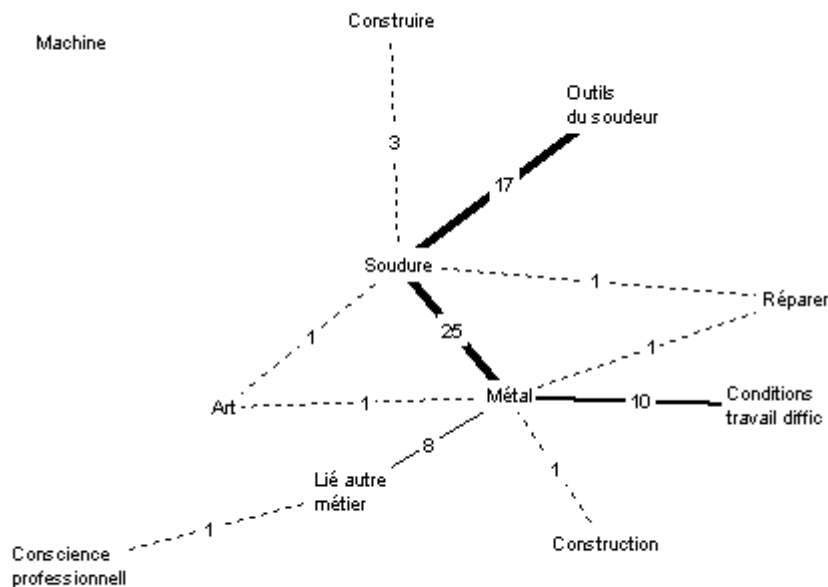 Construire
Machine
Outils
du soudeur
3
17
Soudure
1
Réparer
25
1
1
Art
1
Métal
10
Conditions
travail diffic
8
Lié autre
métier
1
1
Construction
Conscience
professionnell